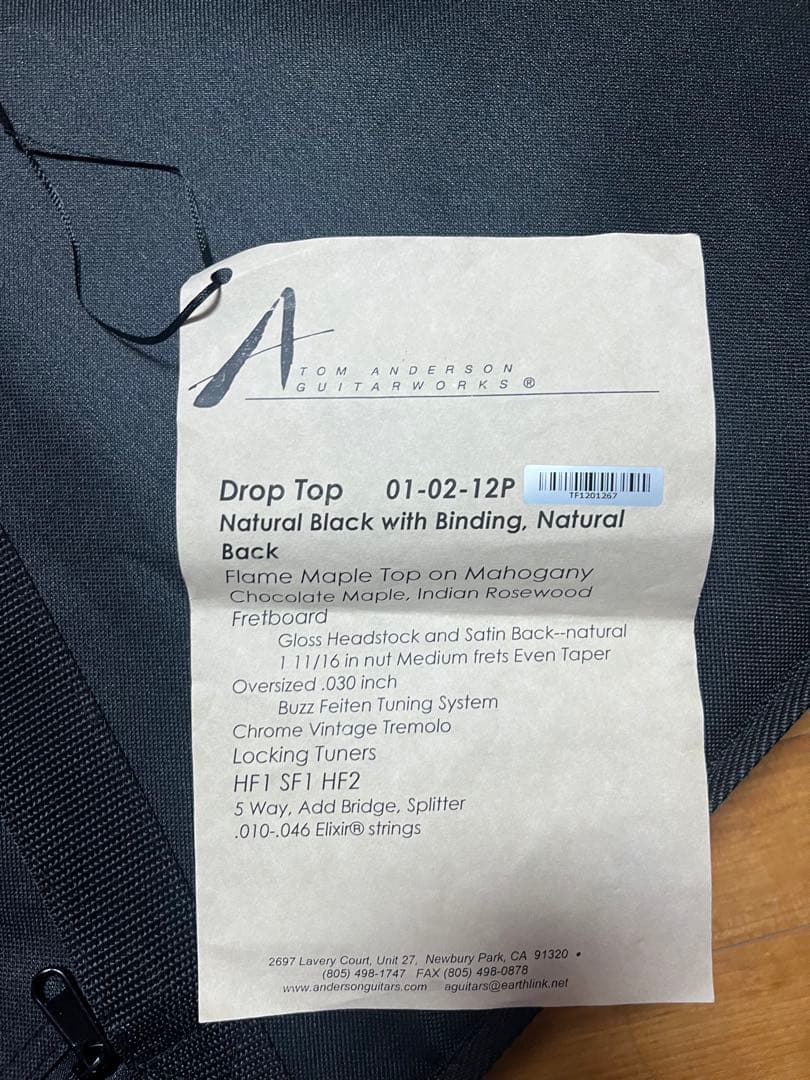 TOM ANDERSON
GUITARWORKS ®
Drop Top 01-02-12P
TF1201267
Natural Black with Binding, Natural
Back
Flame Maple Top on Mahogany
Chocolate Maple, Indian Rosewood
Fretboard
Gloss Headstock and Satin Back--natural
1 11/16 in nut Medium frets Even Taper
Oversized .030 inch
Buzz Feiten Tuning System
Chrome Vintage Tremolo
Locking Tuners
HF1 SF1 HF2
5 Way, Add Bridge, Splitter
.010-.046 Elixir® strings
2697 Lavery Court, Unit 27, Newbury Park, CA 91320 •
(805) 498-1747 FAX (805) 498-0878
www.andersonguitars.com aguitars@earthlink.net